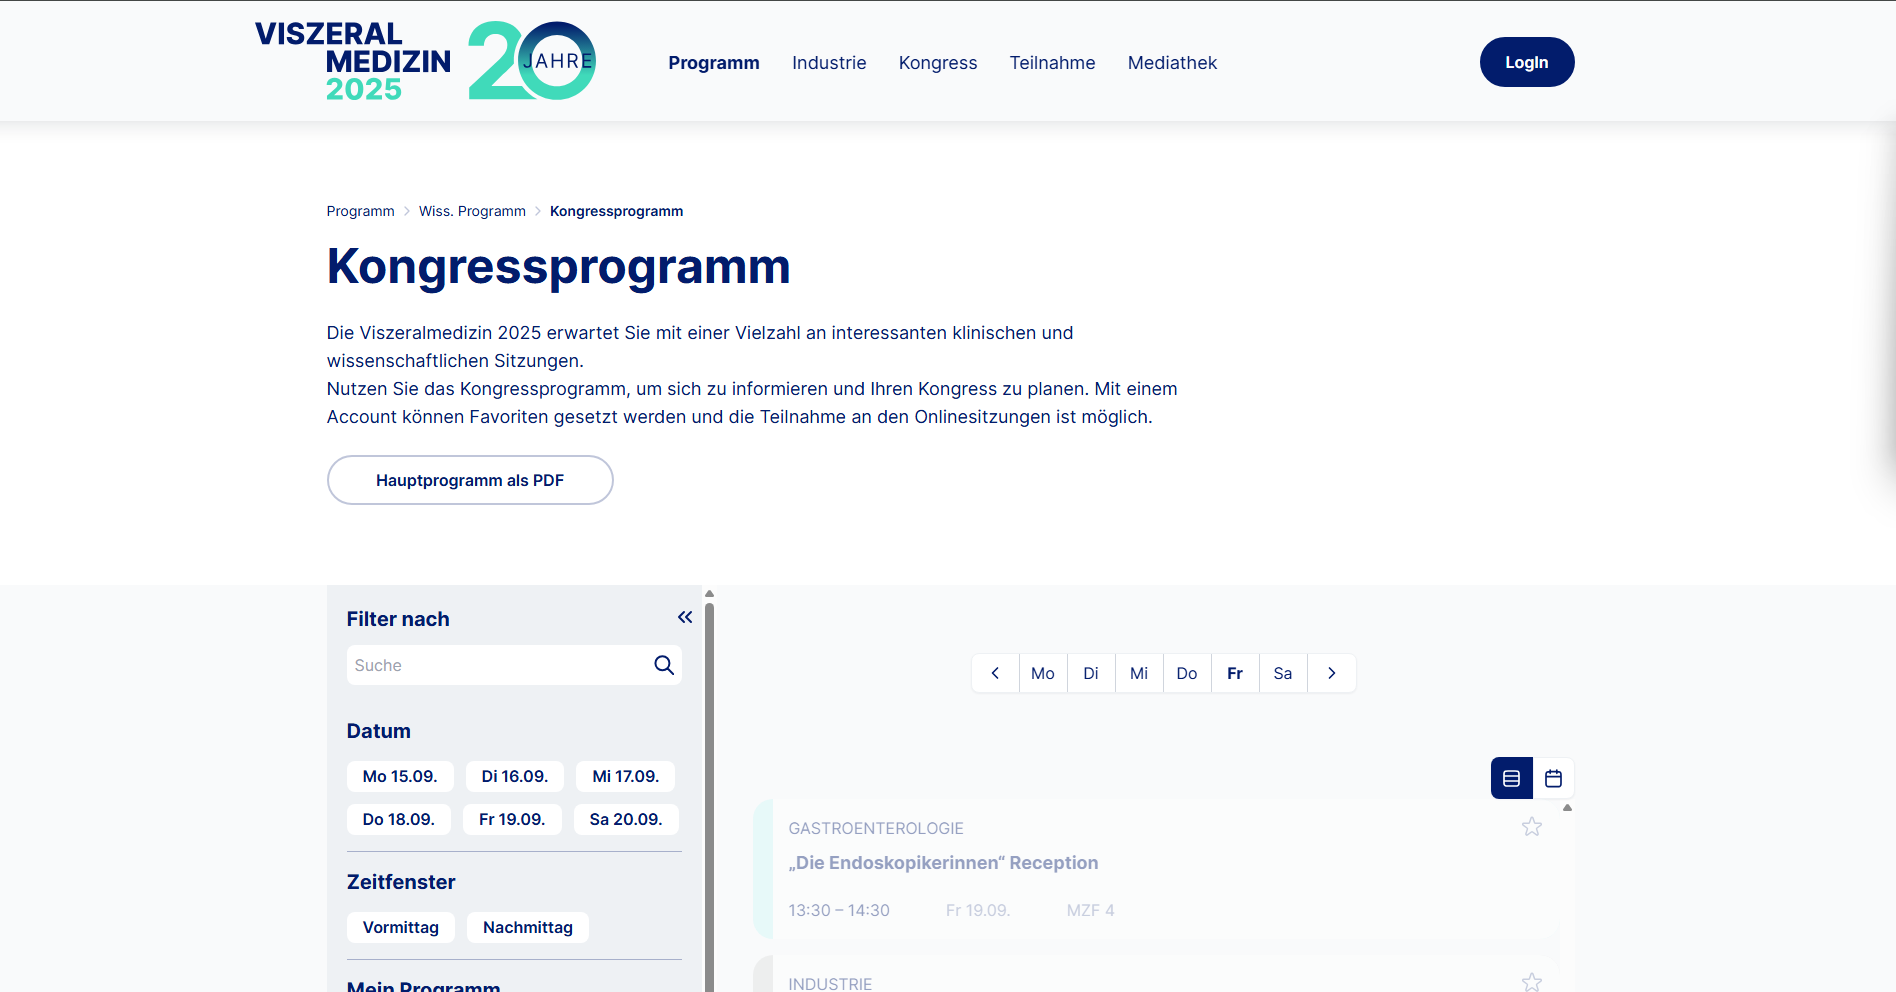 VISZERAL
MEDIZIN
2025
20
JAHRE
Programm
Industrie
Kongress
Teilnahme
Mediathek
LogIn
Programm > Wiss. Programm > Kongressprogramm
Kongressprogramm
Die Viszeralmedizin 2025 erwartet Sie mit einer Vielzahl an interessanten klinischen und
wissenschaftlichen Sitzungen.
Nutzen Sie das Kongressprogramm, um sich zu informieren und Ihren Kongress zu planen. Mit einem
Account können Favoriten gesetzt werden und die Teilnahme an den Onlinesitzungen ist möglich.
Hauptprogramm als PDF
Filter nach
Suche
Datum
Mo 15.09. Di 16.09. Mi 17.09.
Do 18.09. Fr 19.09. Sa 20.09.
Zeitfenster
Vormittag Nachmittag
Mein Programm
Mo Di Mi Do Fr Sa
GASTROENTEROLOGIE
„Die Endoskopikerinnen“ Reception
13:30 – 14:30 Fr 19.09. MZF 4
INDUSTRIE